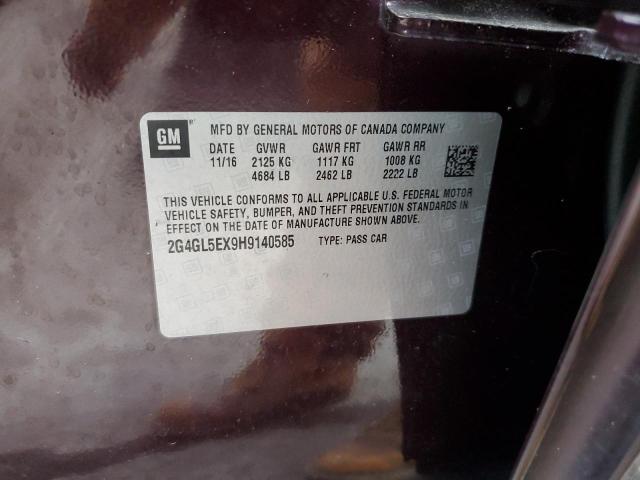 GM
MFD BY GENERAL MOTORS OF CANADA COMPANY
DATE GVWR GAWR FRT GAWR RR
11/16 2125 KG 1117 KG 1008 KG
4684 LB 2462 LB 2222 LB
THIS VEHICLE CONFORMS TO ALL APPLICABLE U.S. FEDERAL MOTOR
VEHICLE SAFETY, BUMPER, AND THEFT PREVENTION STANDARDS IN
EFFECT ON THE DATE OF MANUFACTURE SHOWN ABOVE.
2G4GL5EX9H9140585 TYPE: PASS CAR